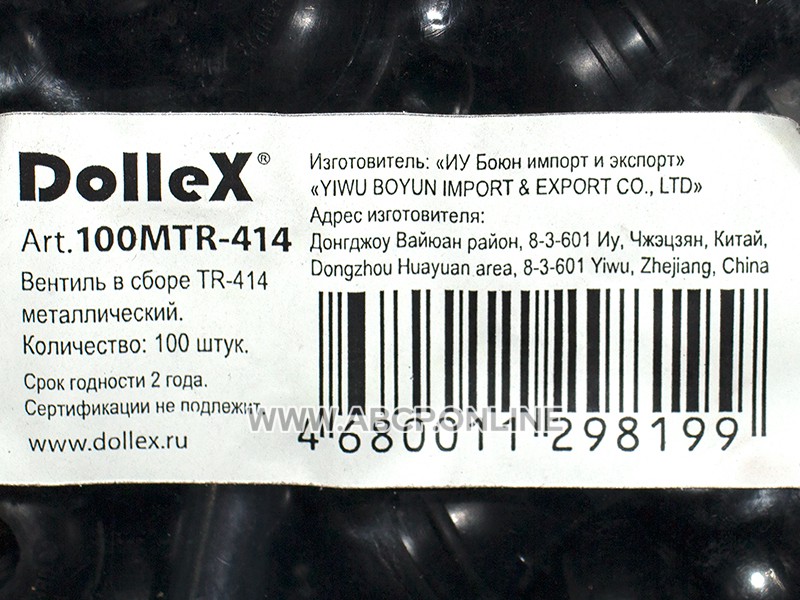 DolleX®
Art.100MTR-414
Вентиль в сборе TR-414
металлический.
Количество: 100 штук.
Срок годности 2 года.
Сертификации не подлежит.
www.dollex.ru
Изготовитель: «ИУ Боюн импорт и экспорт»
«YIWU BOYUN IMPORT & EXPORT CO., LTD»
Адрес изготовителя:
Донгджоу Вайюан район, 8-3-601 Иу, Чжэцзян, Китай,
Dongzhou Huayuan area, 8-3-601 Yiwu, Zhejiang, China
4 680011 298199
WWW.ABCP.ONLINE